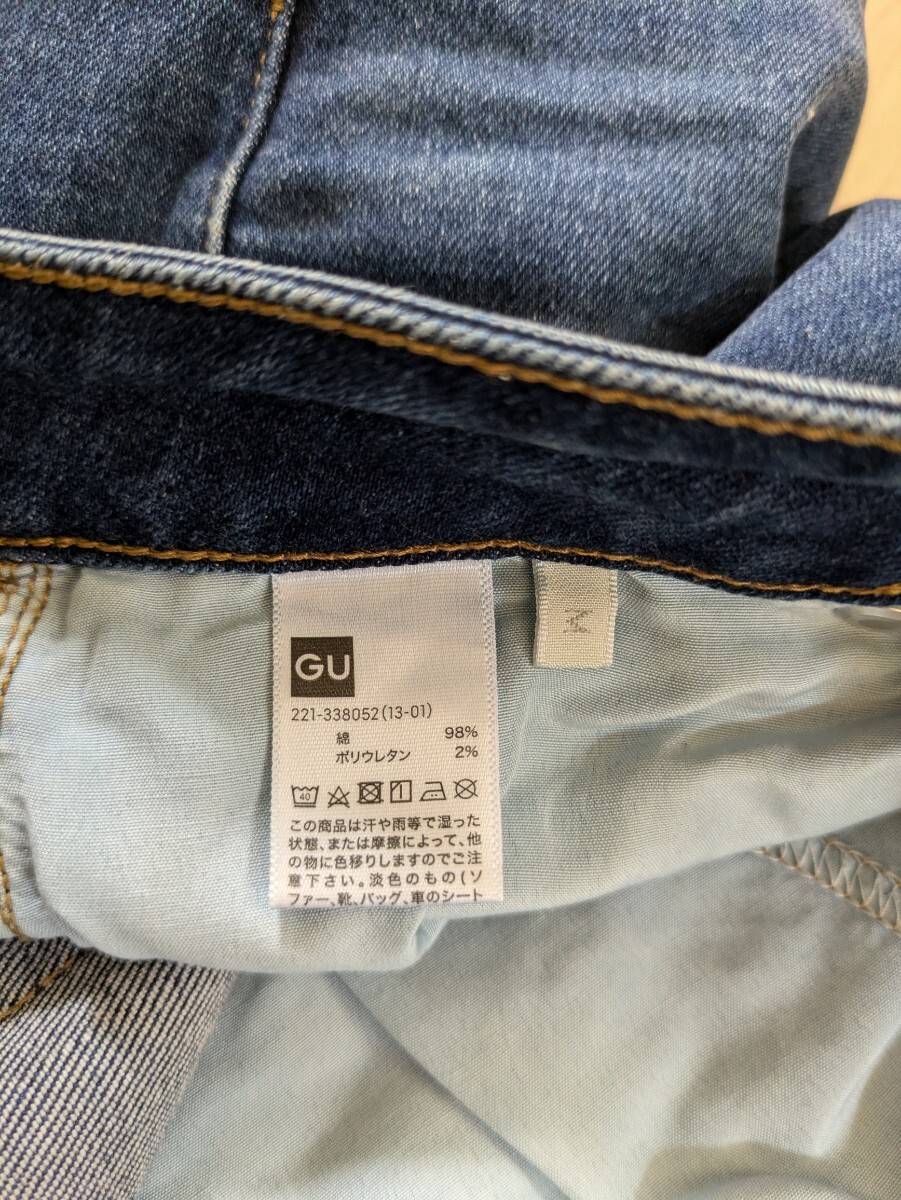 GU
221-338052(13-01)
綿 98%
ポリウレタン 2%
40
この商品は汗や雨等で湿った
状態、または摩擦によって、他
の物に色移りしますのでご注
意下さい。淡色のもの(ソ
ファー、靴、バッグ、車のシート
M